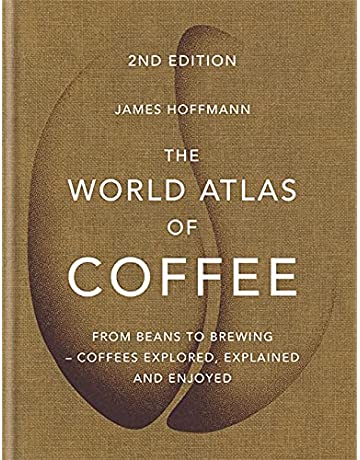 2ND EDITION
JAMES HOFFMANN
THE
WORLD ATLAS
OF
COFFEE
FROM BEANS TO BREWING
– COFFEES EXPLORED, EXPLAINED
AND ENJOYED